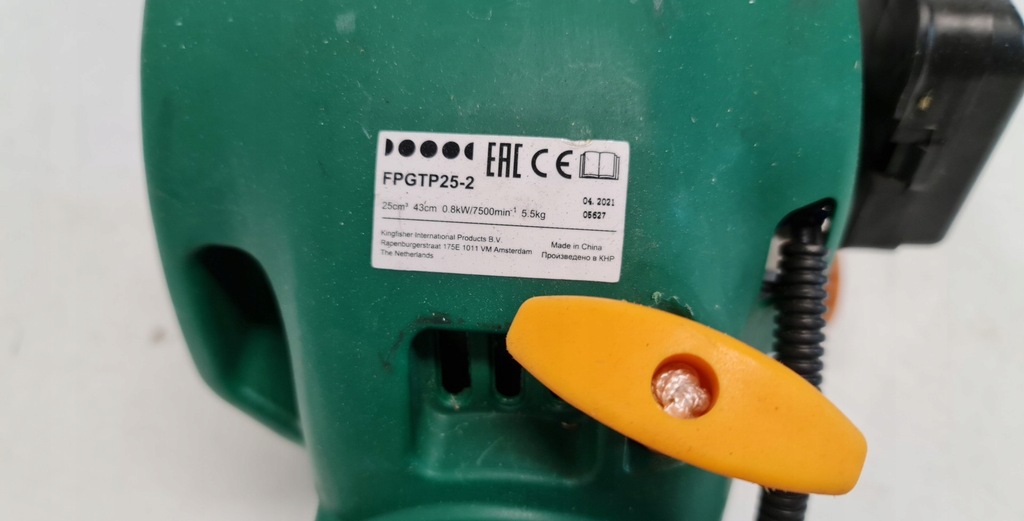 EAC CE
FPGTP25-2
04. 2021
25cm³ 43cm 0.8kW/7500min⁻¹ 5.5kg
05627
Kingfisher International Products B.V.
Rapenburgerstraat 175E 1011 VM Amsterdam
The Netherlands
Made in China
Произведено в КНР